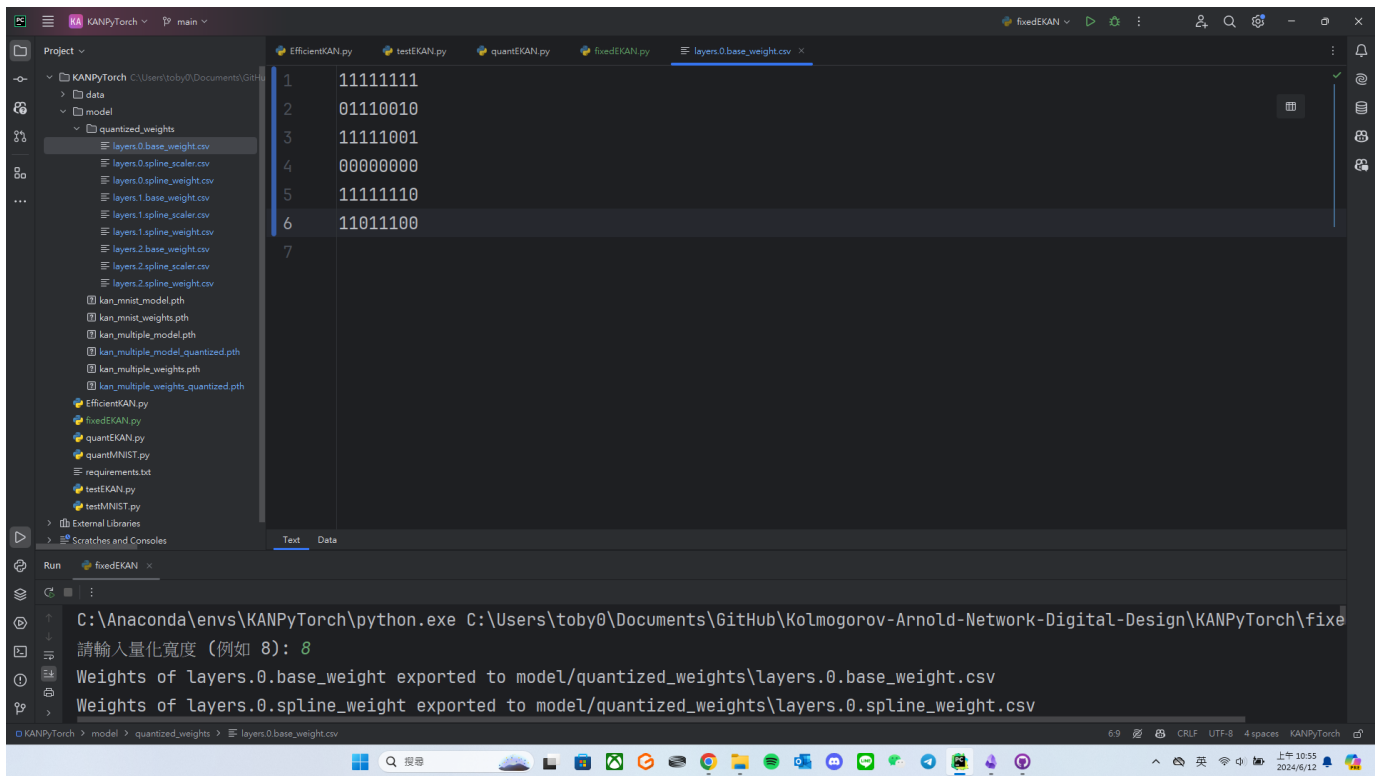 KA KANPyTorch main fixedEKAN
Project
EfficientKAN.py testEKAN.py quantEKAN.py fixedEKAN.py layers.0.base_weight.csv
KANPyTorch C:\Users\toby0\Documents\GitHu
data
model
quantized_weights
layers.0.base_weight.csv
layers.0.spline_scaler.csv
layers.0.spline_weight.csv
layers.1.base_weight.csv
layers.1.spline_scaler.csv
layers.1.spline_weight.csv
layers.2.base_weight.csv
layers.2.spline_scaler.csv
layers.2.spline_weight.csv
kan_mnist_model.pth
kan_mnist_weights.pth
kan_multiple_model.pth
kan_multiple_model_quantized.pth
kan_multiple_weights.pth
kan_multiple_weights_quantized.pth
EfficientKAN.py
fixedEKAN.py
quantEKAN.py
quantMNIST.py
requirements.txt
testEKAN.py
testMNIST.py
External Libraries
Scratches and Consoles
1 11111111
2 01110010
3 11111001
4 00000000
5 11111110
6 11011100
7
Text Data
Run fixedEKAN
C:\Anaconda\envs\KANPyTorch\python.exe C:\Users\toby0\Documents\GitHub\Kolmogorov-Arnold-Network-Digital-Design\KANPyTorch\fixe
請輸入量化寬度 (例如 8): 8
Weights of layers.0.base_weight exported to model/quantized_weights\layers.0.base_weight.csv
Weights of layers.0.spline_weight exported to model/quantized_weights\layers.0.spline_weight.csv
KANPyTorch > model > quantized_weights > layers.0.base_weight.csv 6:9 CRLF UTF-8 4 spaces KANPyTorch
搜尋 英 上午 10:55
2024/6/12